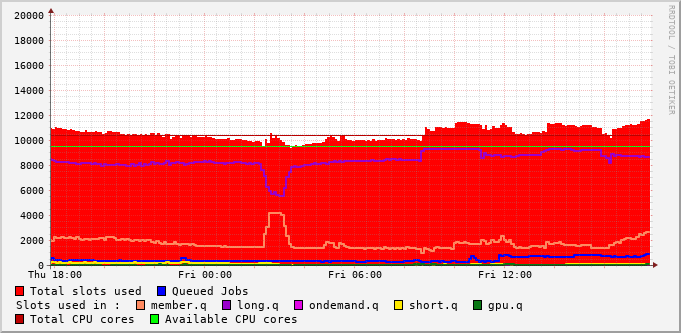 RRDTOOL / TOBI OETIKER
20000
18000
16000
14000
12000
10000
8000
6000
4000
2000
0
Thu 18:00 Fri 00:00 Fri 06:00 Fri 12:00
Total slots used Queued Jobs
Slots used in : member.q long.q ondemand.q short.q gpu.q
Total CPU cores Available CPU cores